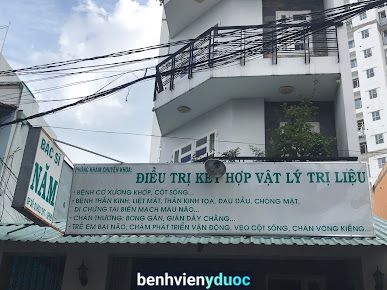 BÁC SĨ
NĂM
PHÒNG KHÁM CHUYÊN KHOA:
ĐIỀU TRỊ KẾT HỢP VẬT LÝ TRỊ LIỆU
- BỆNH CƠ XƯƠNG KHỚP, CỘT SỐNG...
- BỆNH THẦN KINH: LIỆT MẶT, THẦN KINH TỌA, ĐAU ĐẦU, CHÓNG MẶT,
DI CHỨNG TAI BIẾN MẠCH MÁU NÃO...
- CHẤN THƯƠNG: BONG GÂN, GIÃN DÂY CHẰNG...
- TRẺ EM BẠI NÃO, CHẬM PHÁT TRIỂN VẬN ĐỘNG, VẸO CỘT SỐNG, CHÂN VÒNG KIỀNG.
benhvienyduoc